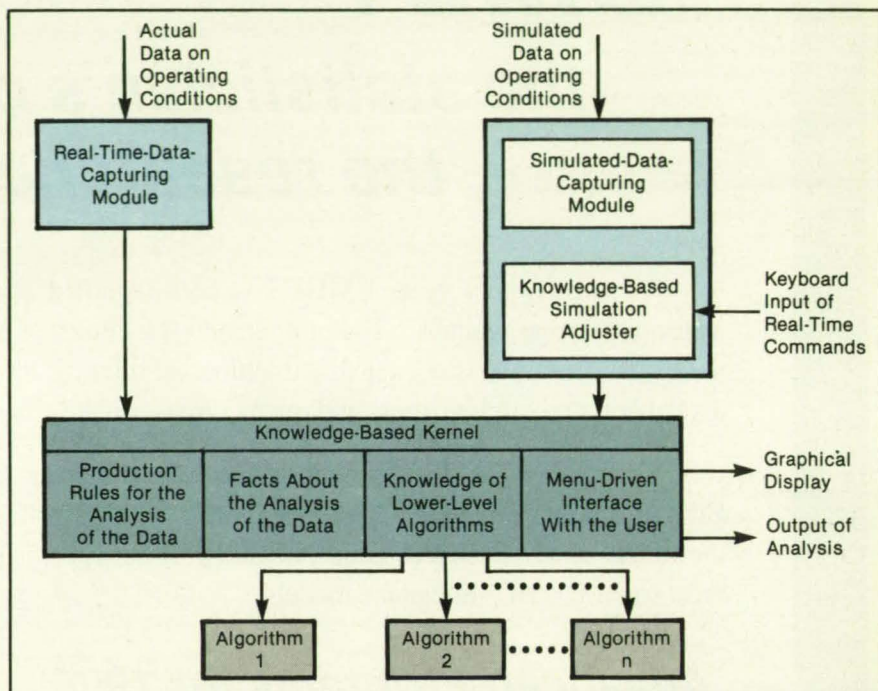 Actual
Data on
Operating
Conditions
Simulated
Data on
Operating
Conditions
Real-Time-Data-
Capturing
Module
Simulated-Data-
Capturing
Module
Knowledge-Based
Simulation
Adjuster
Keyboard
Input of
Real-Time
Commands
Knowledge-Based Kernel
Production
Rules for the
Analysis
of the Data
Facts About
the Analysis
of the Data
Knowledge of
Lower-Level
Algorithms
Menu-Driven
Interface
With the User
Graphical
Display
Output of
Analysis
Algorithm
1
Algorithm
2
Algorithm
n